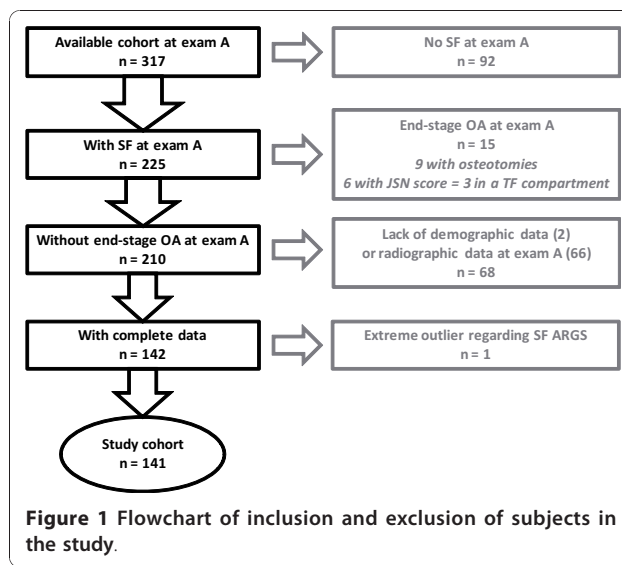 Available cohort at exam A
n = 317
No SF at exam A
n = 92
With SF at exam A
n = 225
End-stage OA at exam A
n = 15
9 with osteotomies
6 with JSN score = 3 in a TF compartment
Without end-stage OA at exam A
n = 210
Lack of demographic data (2)
or radiographic data at exam A (66)
n = 68
With complete data
n = 142
Extreme outlier regarding SF ARGS
n = 1
Study cohort
n = 141
Figure 1 Flowchart of inclusion and exclusion of subjects in
the study.